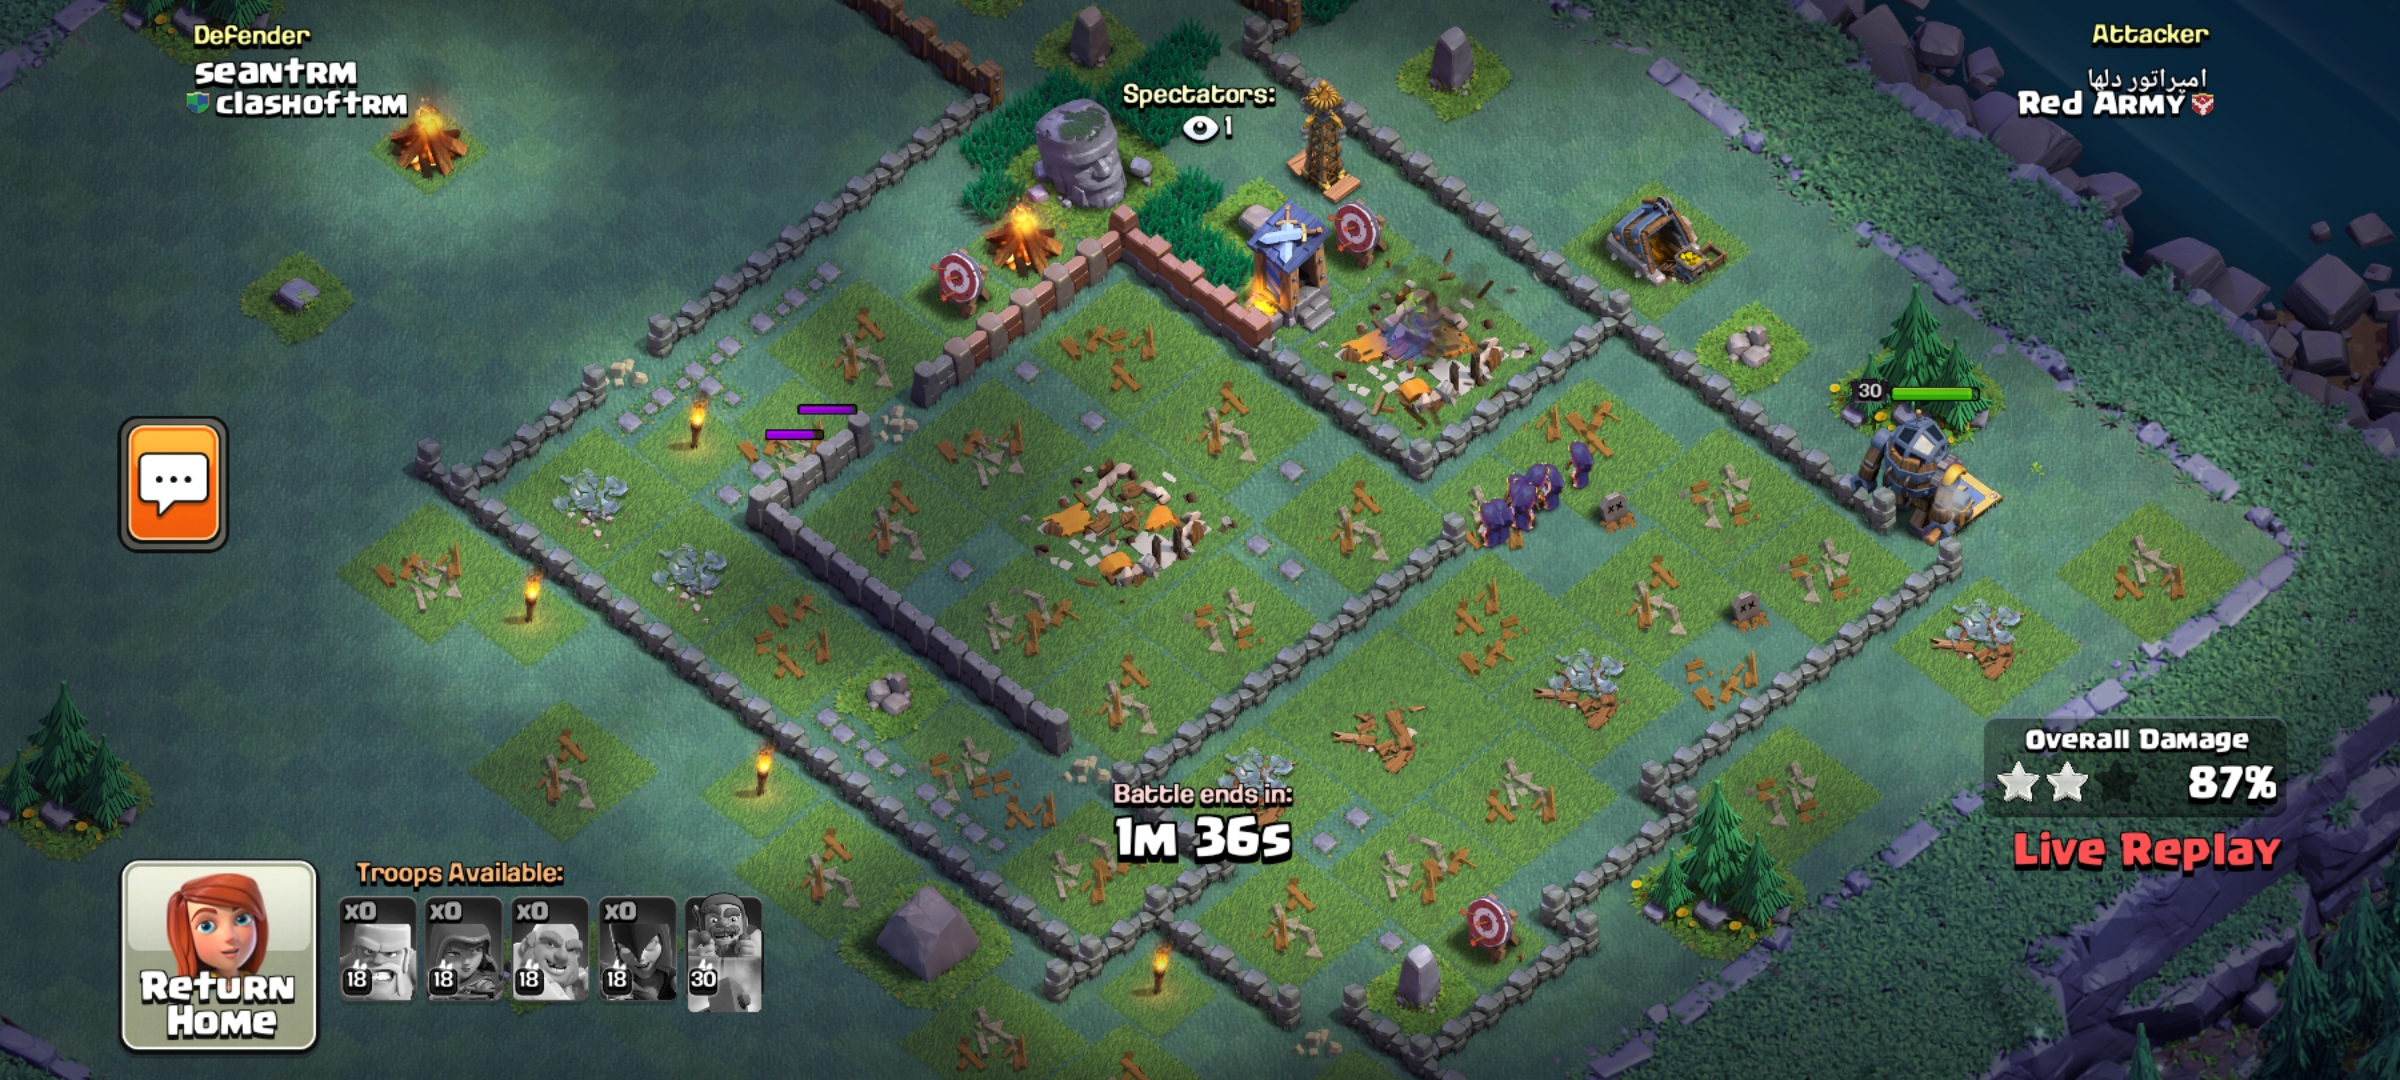 Defender
seantRM
clashoftRM
Spectators:
1
Attacker
امپراتور دلها
Red Army
30
Overall Damage
87%
Live Replay
Battle ends in:
1M 36s
Troops Available:
x0 x0 x0 x0
18 18 18 18 30
Return
Home